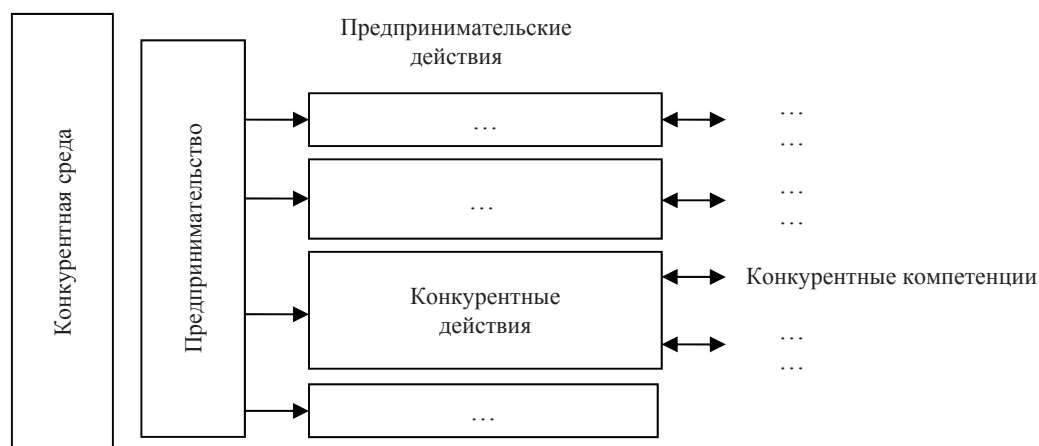 Предпринимательские
действия
Конкурентная среда
Предпринимательство
…
…
…
…
…
…
Конкурентные
действия
Конкурентные компетенции
…
…
…